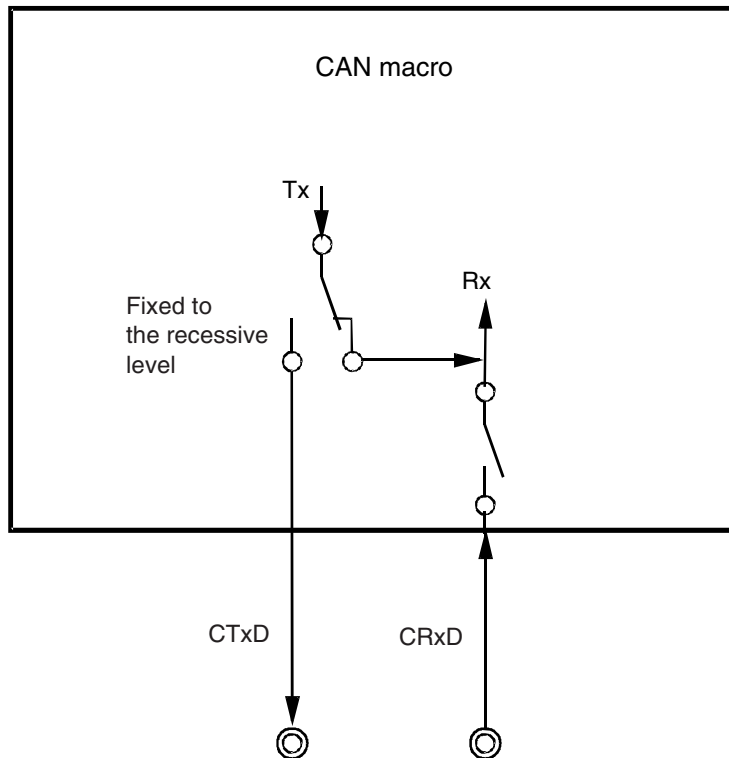 CAN macro
Tx
Rx
Fixed to
the recessive
level
CTxD
CRxD